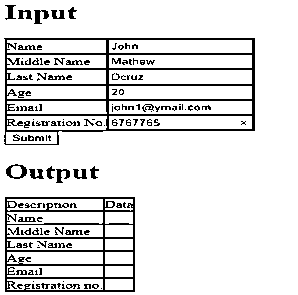 Input
Name John
Middle Name Mathew
Last Name Dcruz
Age 20
Email john1@ymail.com
Registration No. 6767765 ×
Submit
Output
Description Data
Name
Middle Name
Last Name
Age
Email
Registration no.